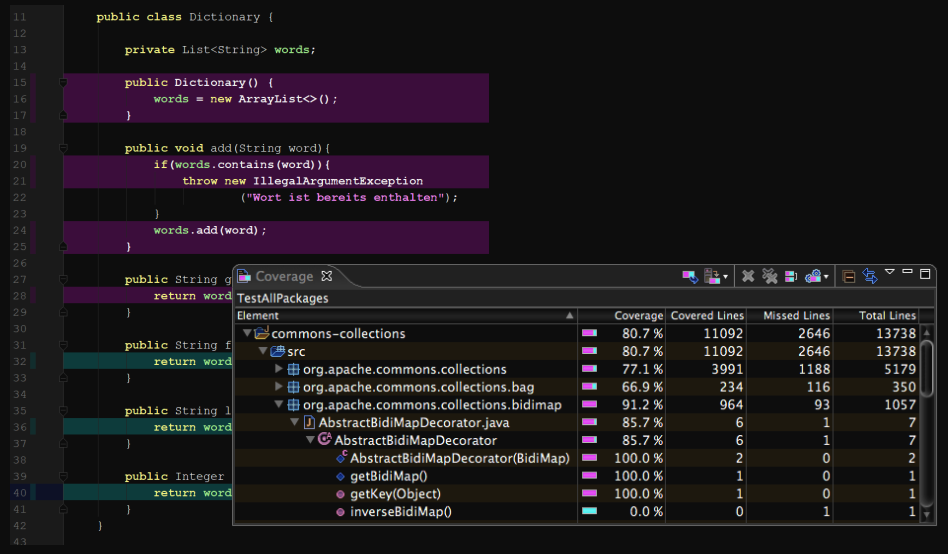 11 public class Dictionary {
12
13 private List<String> words;
14
15 public Dictionary() {
16 words = new ArrayList<>();
17 }
18
19 public void add(String word){
20 if(words.contains(word)){
21 throw new IllegalArgumentException
22 ("Wort ist bereits enthalten");
23 }
24 words.add(word);
25 }
26
27 public String g
28 return word
29 }
30
31 public String f
32 return word
33 }
34
35 public String l
36 return word
37 }
38
39 public Integer
40 return word
41 }
42 }
43
Coverage
TestAllPackages
Element Coverage Covered Lines Missed Lines Total Lines
commons-collections 80.7 % 11092 2646 13738
src 80.7 % 11092 2646 13738
org.apache.commons.collections 77.1 % 3991 1188 5179
org.apache.commons.collections.bag 66.9 % 234 116 350
org.apache.commons.collections.bidimap 91.2 % 964 93 1057
J AbstractBidiMapDecorator.java 85.7 % 6 1 7
AbstractBidiMapDecorator 85.7 % 6 1 7
AbstractBidiMapDecorator(BidiMap) 100.0 % 2 0 2
getBidiMap() 100.0 % 1 0 1
getKey(Object) 100.0 % 1 0 1
inverseBidiMap() 0.0 % 0 1 1